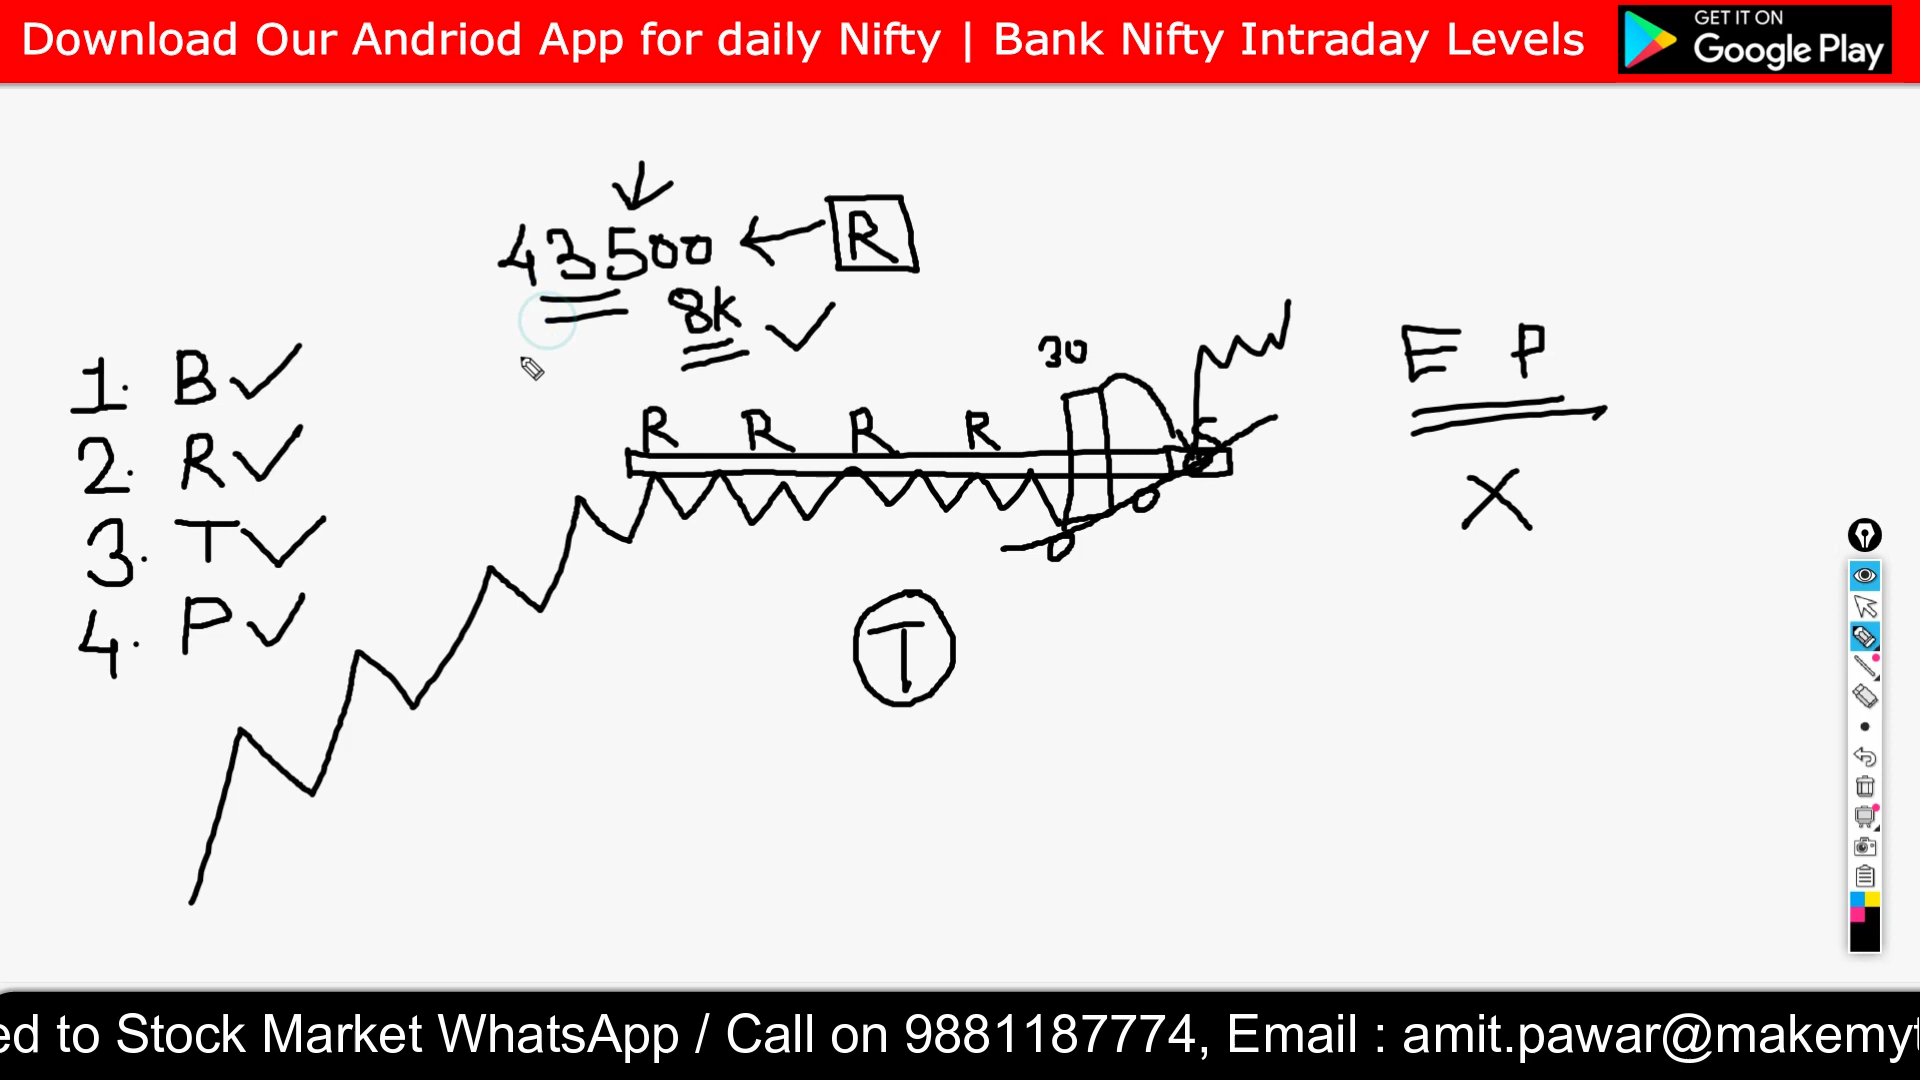 Download Our Andriod App for daily Nifty | Bank Nifty Intraday Levels
GET IT ON
Google Play
43500 R
8K
1. B
2. R
3. T
4. P
30
E P
R R R R
S
T
ed to Stock Market WhatsApp / Call on 9881187774, Email : amit.pawar@makemyt